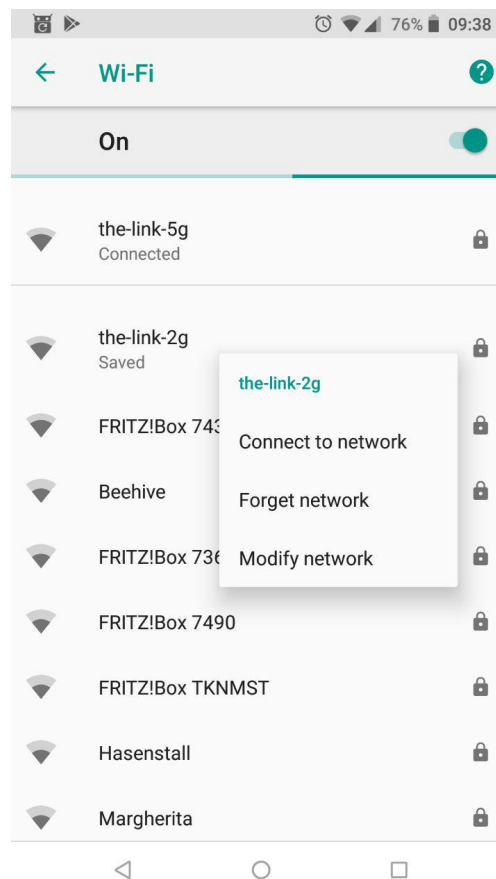 76% 09:38
Wi-Fi
On
the-link-5g
Connected
the-link-2g
Saved
the-link-2g
Connect to network
Forget network
Modify network
FRITZ!Box 743
Beehive
FRITZ!Box 736
FRITZ!Box 7490
FRITZ!Box TKNMST
Hasenstall
Margherita